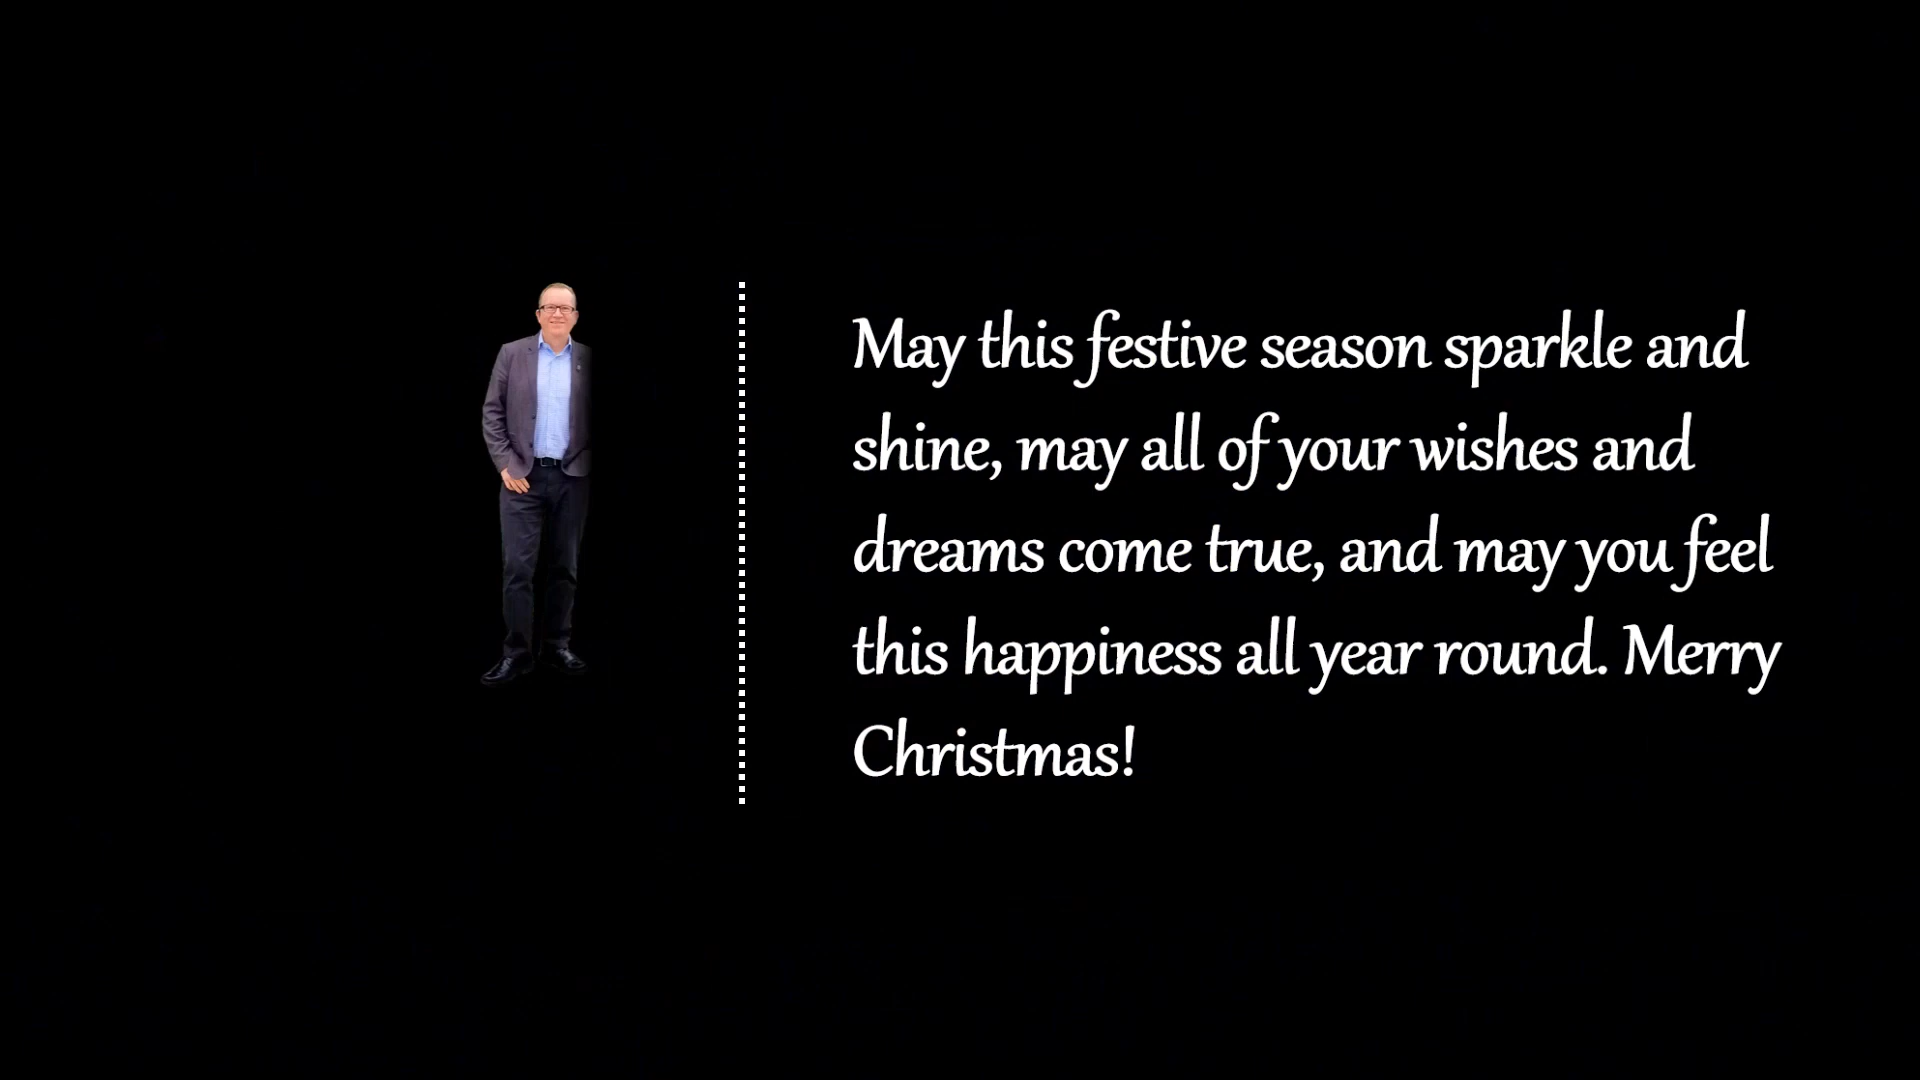 May this festive season sparkle and
shine, may all of your wishes and
dreams come true, and may you feel
this happiness all year round. Merry
Christmas!